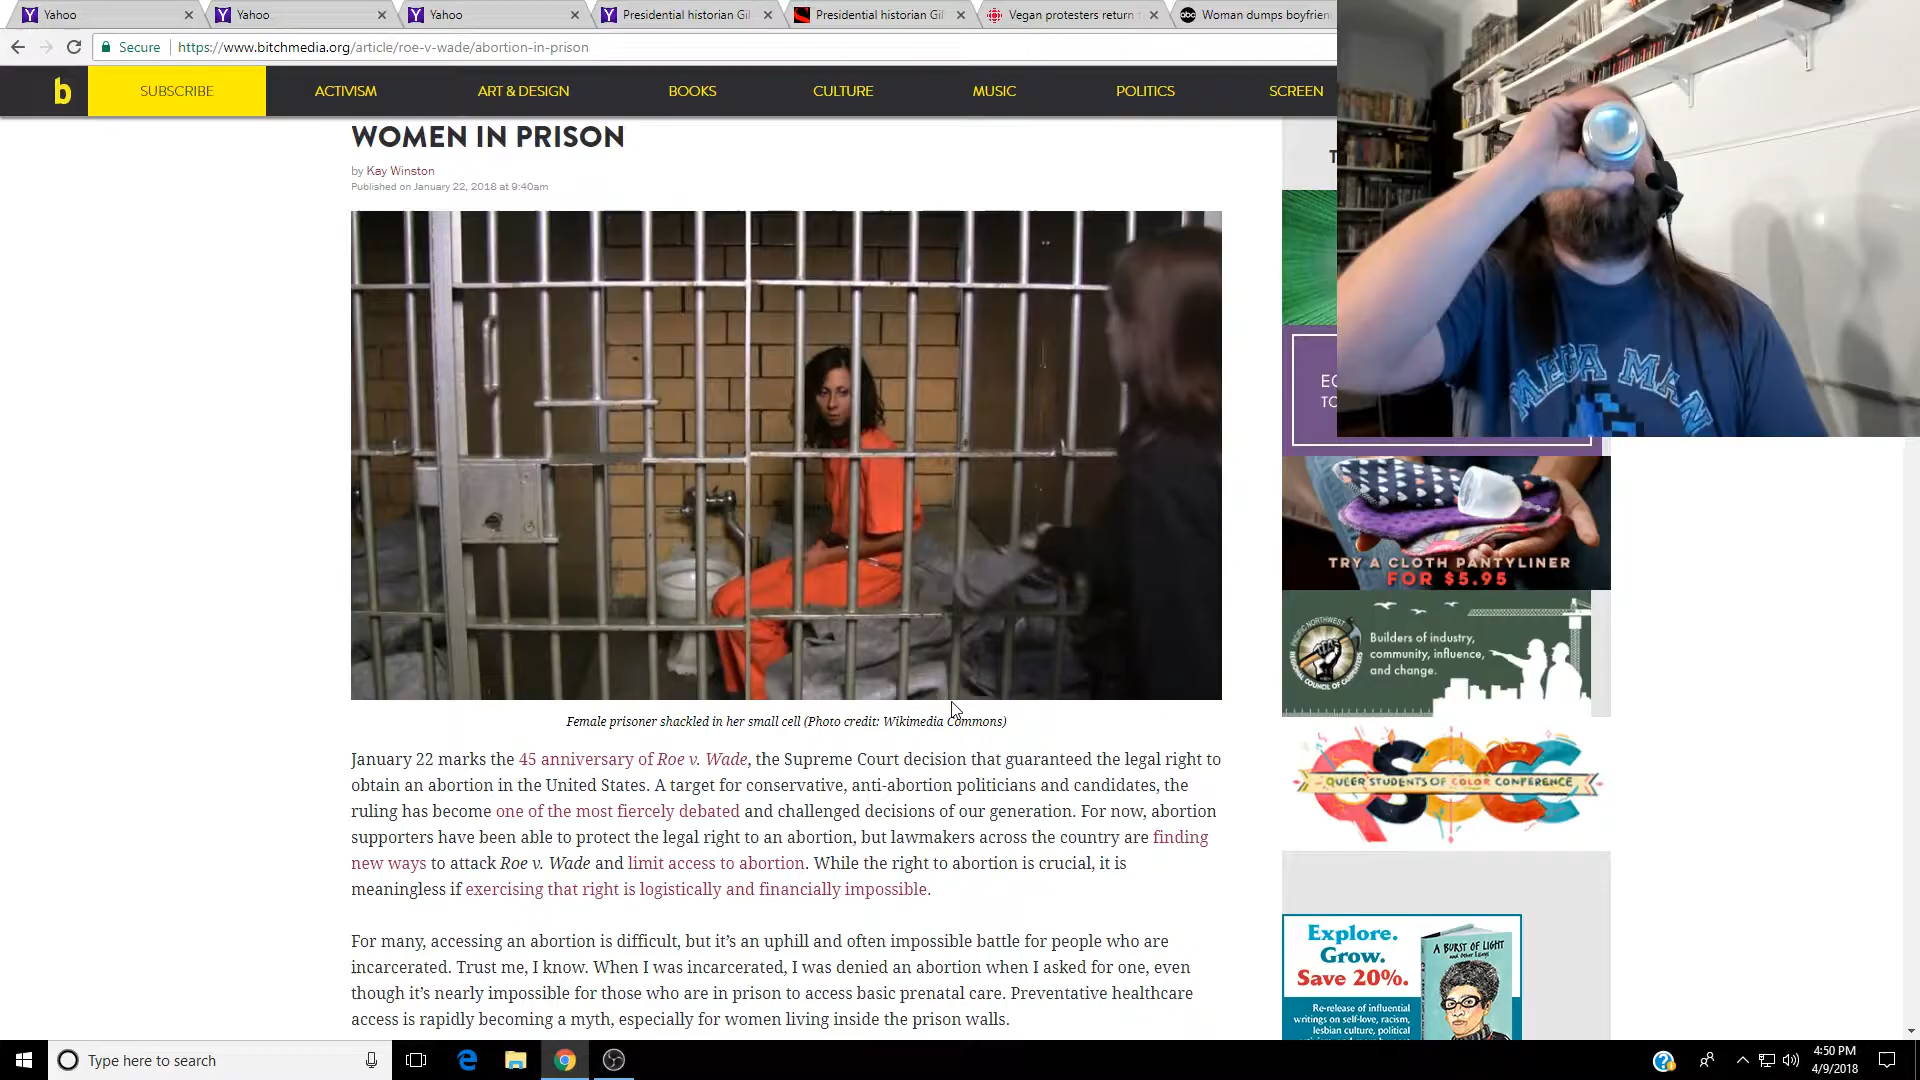 Yahoo
Yahoo
Yahoo
Presidential historian Gil
Presidential historian Gil
Vegan protesters return
Woman dumps boyfrien
Secure
https://www.bitchmedia.org/article/roe-v-wade/abortion-in-prison
b
SUBSCRIBE
ACTIVISM
ART & DESIGN
BOOKS
CULTURE
MUSIC
POLITICS
SCREEN
WOMEN IN PRISON
by Kay Winston
Published on January 22, 2018 at 9:40am
MEGA MAN
Female prisoner shackled in her small cell (Photo credit: Wikimedia Commons)
January 22 marks the 45 anniversary of Roe v. Wade, the Supreme Court decision that guaranteed the legal right to
obtain an abortion in the United States. A target for conservative, anti-abortion politicians and candidates, the
ruling has become one of the most fiercely debated and challenged decisions of our generation. For now, abortion
supporters have been able to protect the legal right to an abortion, but lawmakers across the country are finding
new ways to attack Roe v. Wade and limit access to abortion. While the right to abortion is crucial, it is
meaningless if exercising that right is logistically and financially impossible.
For many, accessing an abortion is difficult, but it’s an uphill and often impossible battle for people who are
incarcerated. Trust me, I know. When I was incarcerated, I was denied an abortion when I asked for one, even
though it’s nearly impossible for those who are in prison to access basic prenatal care. Preventative healthcare
access is rapidly becoming a myth, especially for women living inside the prison walls.
TRY A CLOTH PANTYLINER
FOR $5.95
PACIFIC NORTHWEST
REGIONAL COUNCIL OF CARPENTERS
Builders of industry,
community, influence,
and change.
QSOCC
QUEER STUDENTS OF COLOR CONFERENCE
Explore.
Grow.
Save 20%.
Re-release of influential
writings on self-love, racism,
lesbian culture, political
A BURST OF LIGHT
and Other Essays
Type here to search
4:50 PM
4/9/2018